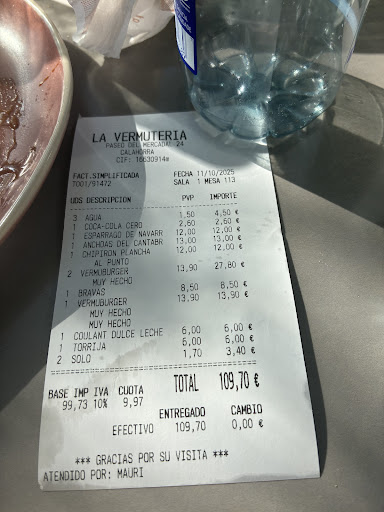 LA VERMUTERIA
PASEO DEL MERCADAL 24
CALAHORRA
CIF: 16630914#
FACT.SIMPLIFICADA FECHA 11/10/2025
T001/91472 SALA 1 MESA 113
UDS DESCRIPCION PVP IMPORTE
3 AGUA 1,50 4,50 €
1 COCA-COLA CERO 2,60 2,60 €
1 ESPARRAGO DE NAVARR 12,00 12,00 €
1 ANCHOAS DEL CANTABR 13,00 13,00 €
1 CHIPIRON PLANCHA 12,00 12,00 €
AL PUNTO
2 VERMUBURGER 13,90 27,80 €
MUY HECHO
1 BRAVAS 8,50 8,50 €
1 VERMUBURGER 13,90 13,90 €
MUY HECHO
MUY HECHO
1 COULANT DULCE LECHE 6,00 6,00 €
1 TORRIJA 6,00 6,00 €
2 SOLO 1,70 3,40 €
BASE IMP IVA CUOTA TOTAL 109,70 €
99,73 10% 9,97
ENTREGADO CAMBIO
EFECTIVO 109,70 0,00 €
*** GRACIAS POR SU VISITA ***
ATENDIDO POR: MAURI